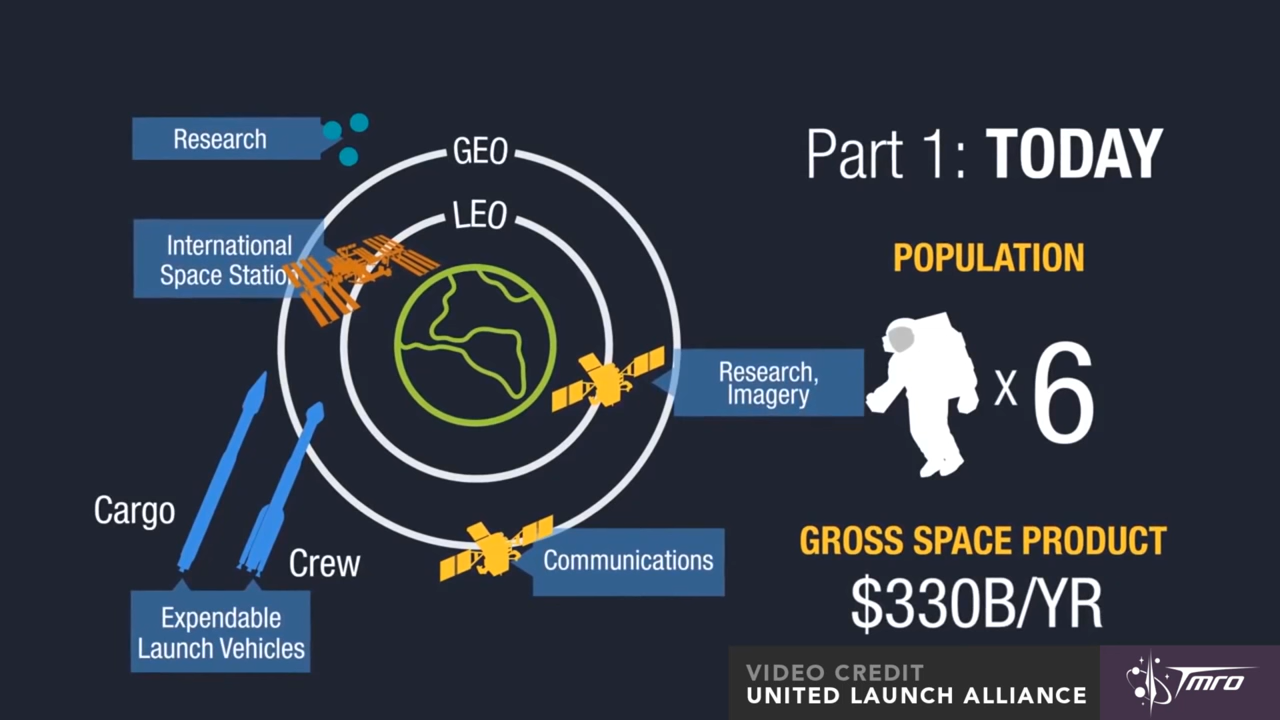 Part 1: TODAY
Research
GEO
LEO
International
Space Station
POPULATION
x 6
Research,
Imagery
Cargo
Crew
Communications
Expendable
Launch Vehicles
GROSS SPACE PRODUCT
$330B/YR
VIDEO CREDIT
UNITED LAUNCH ALLIANCE
Tmro